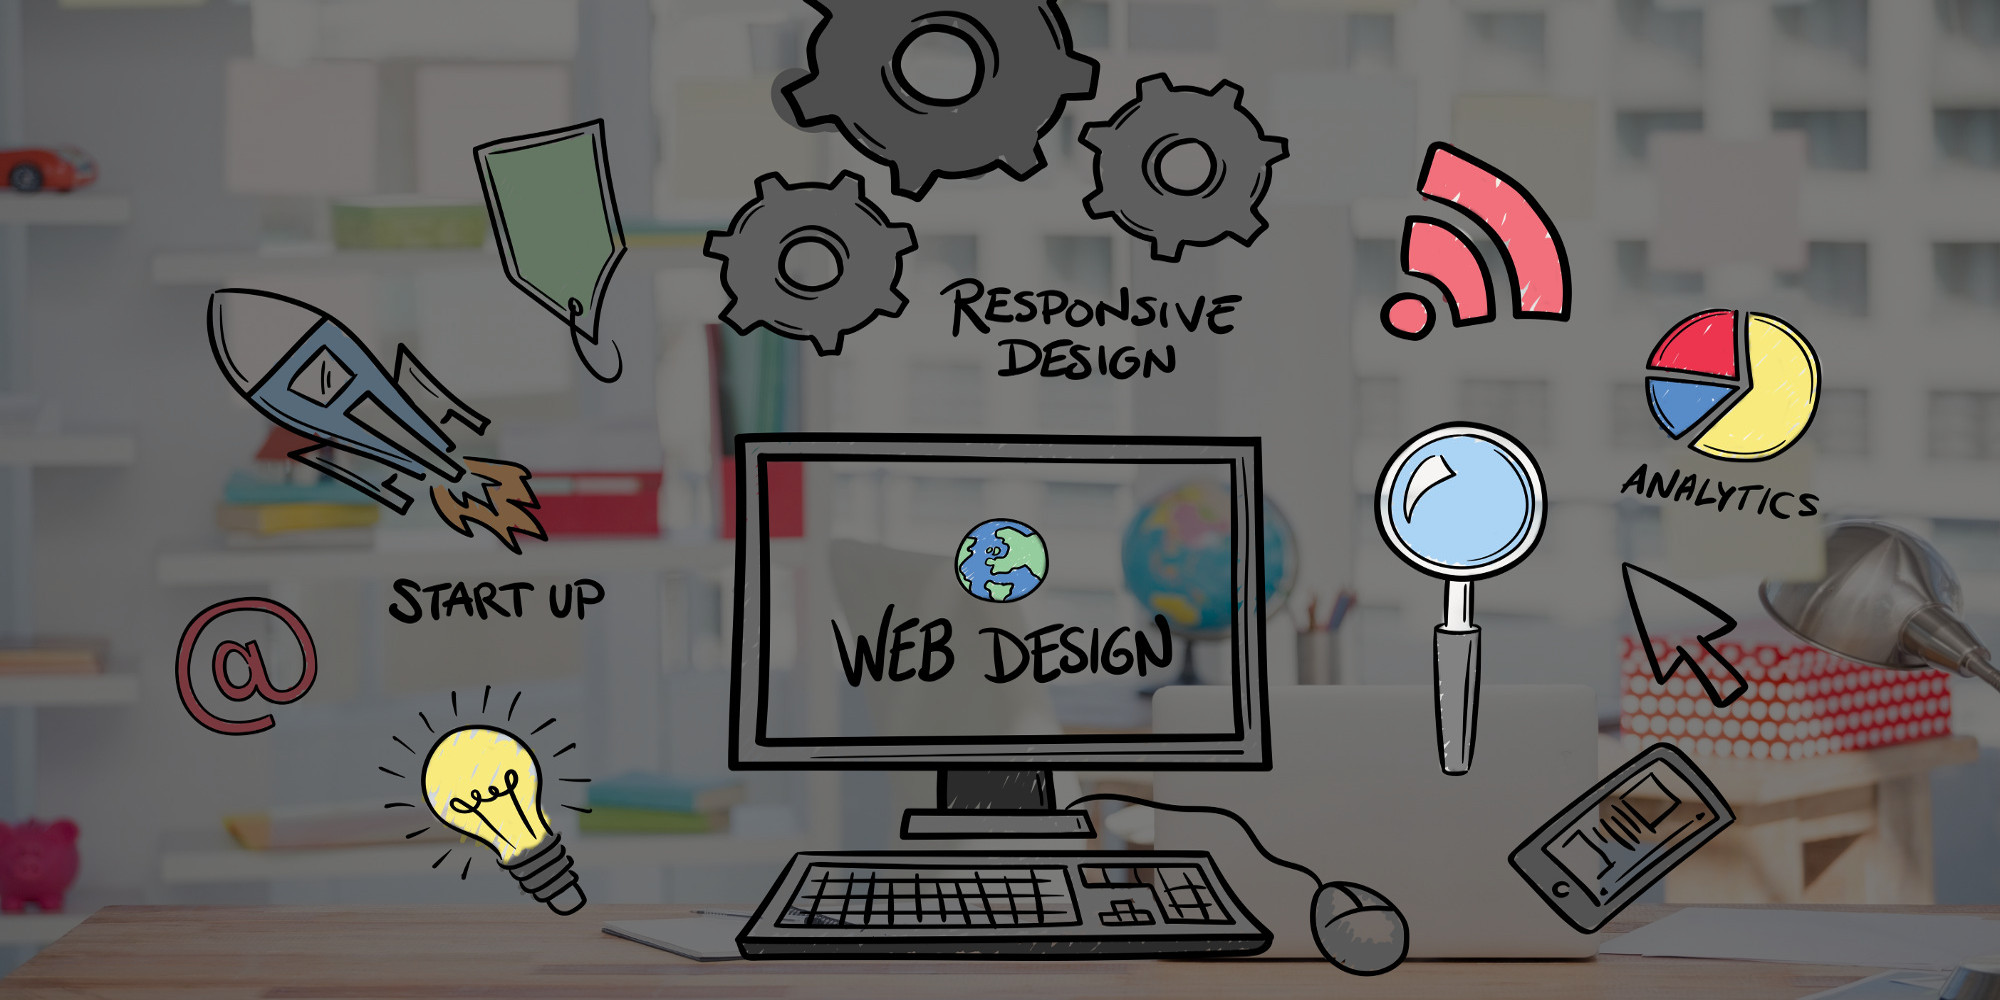 RESPONSIVE
DESIGN
ANALYTICS
START UP
@
WEB DESIGN